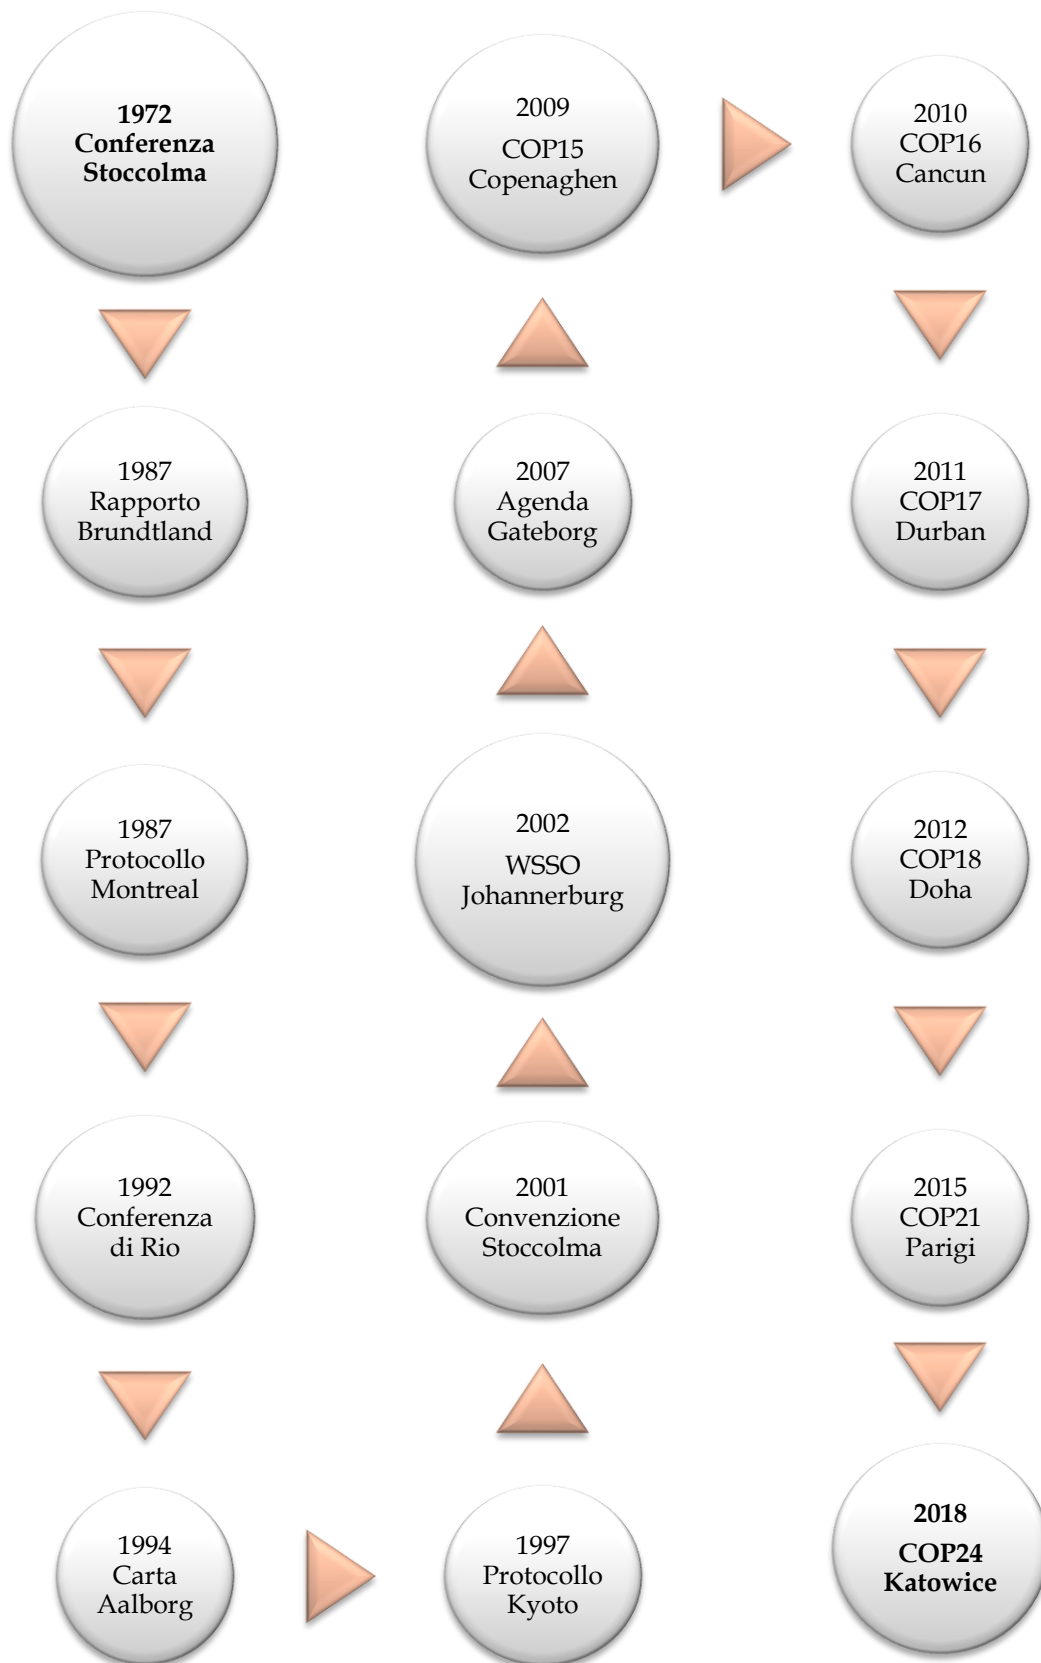 1972
Conferenza
Stoccolma
1987
Rapporto
Brundtland
1987
Protocollo
Montreal
1992
Conferenza
di Rio
1994
Carta
Aalborg
1997
Protocollo
Kyoto
2001
Convenzione
Stoccolma
2002
WSSO
Johannerburg
2007
Agenda
Gateborg
2009
COP15
Copenaghen
2010
COP16
Cancun
2011
COP17
Durban
2012
COP18
Doha
2015
COP21
Parigi
2018
COP24
Katowice